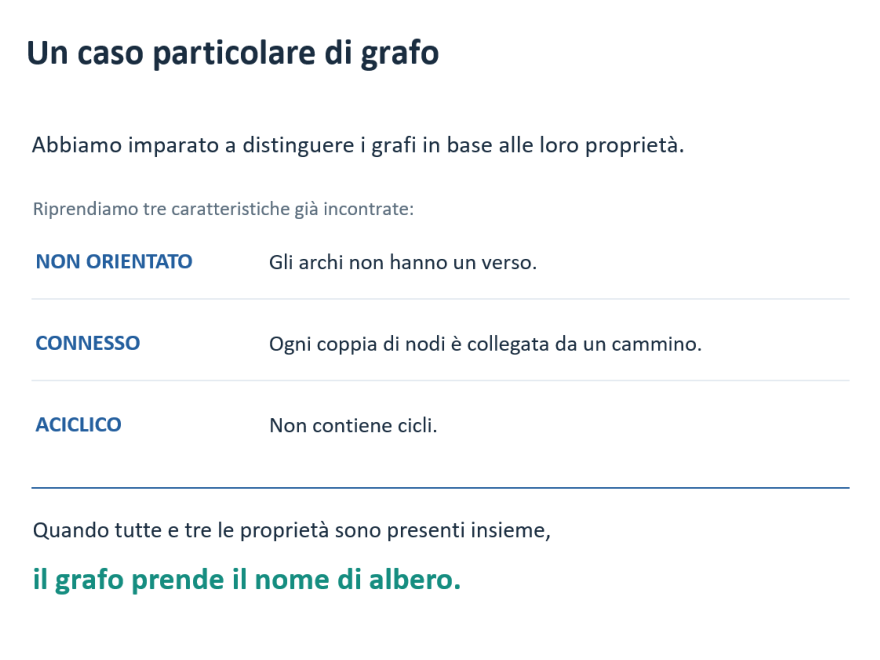 Un caso particolare di grafo
Abbiamo imparato a distinguere i grafi in base alle loro proprietà.
Riprendiamo tre caratteristiche già incontrate:
NON ORIENTATO Gli archi non hanno un verso.
CONNESSO Ogni coppia di nodi è collegata da un cammino.
ACICLICO Non contiene cicli.
Quando tutte e tre le proprietà sono presenti insieme,
il grafo prende il nome di albero.